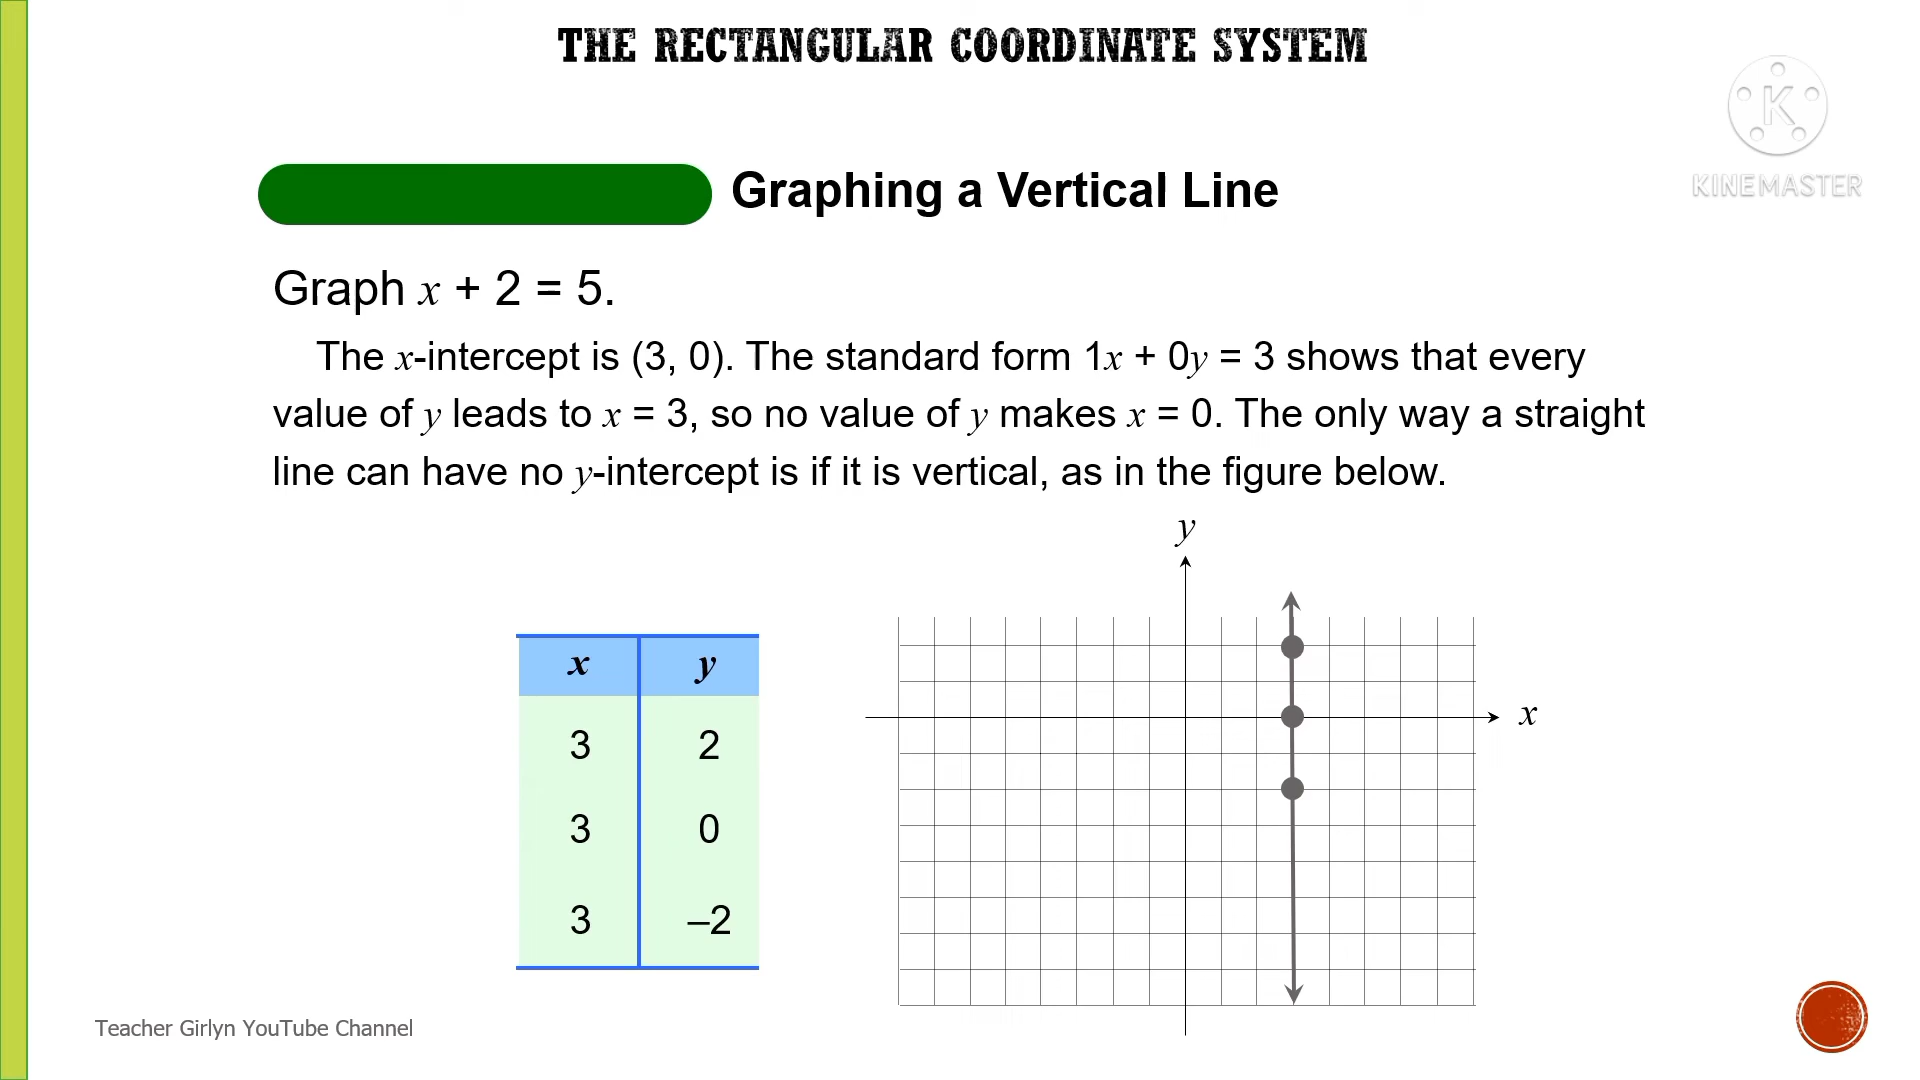 THE RECTANGULAR COORDINATE SYSTEM
K
KINEMASTER
Graphing a Vertical Line
Graph x + 2 = 5.
The x-intercept is (3, 0). The standard form 1x + 0y = 3 shows that every
value of y leads to x = 3, so no value of y makes x = 0. The only way a straight
line can have no y-intercept is if it is vertical, as in the figure below.
y
x
x y
3 2
3 0
3 –2
Teacher Girlyn YouTube Channel